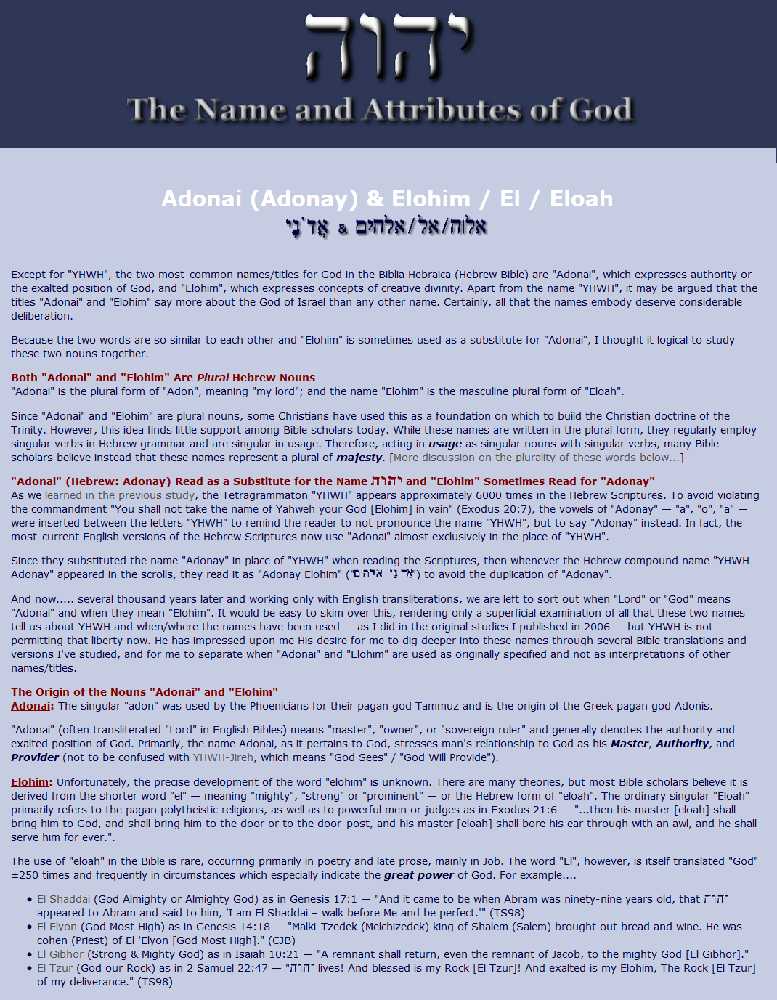 יהוה
The Name and Attributes of God
Adonai (Adonay) & Elohim / El / Eloah
אֲדֹנָי & אלוה/אל/אלהים
Except for "YHWH", the two most-common names/titles for God in the Biblia Hebraica (Hebrew Bible) are "Adonai", which expresses authority or
the exalted position of God, and "Elohim", which expresses concepts of creative divinity. Apart from the name "YHWH", it may be argued that the
titles "Adonai" and "Elohim" say more about the God of Israel than any other name. Certainly, all that the names embody deserve considerable
deliberation.
Because the two words are so similar to each other and "Elohim" is sometimes used as a substitute for "Adonai", I thought it logical to study
these two nouns together.
Both "Adonai" and "Elohim" Are Plural Hebrew Nouns
"Adonai" is the plural form of "Adon", meaning "my lord"; and the name "Elohim" is the masculine plural form of "Eloah".
Since "Adonai" and "Elohim" are plural nouns, some Christians have used this as a foundation on which to build the Christian doctrine of the
Trinity. However, this idea finds little support among Bible scholars today. While these names are written in the plural form, they regularly employ
singular verbs in Hebrew grammar and are singular in usage. Therefore, acting in usage as singular nouns with singular verbs, many Bible
scholars believe instead that these names represent a plural of majesty. [More discussion on the plurality of these words below...]
"Adonai" (Hebrew: Adonay) Read as a Substitute for the Name יהוה and "Elohim" Sometimes Read for "Adonay"
As we learned in the previous study, the Tetragrammaton "YHWH" appears approximately 6000 times in the Hebrew Scriptures. To avoid violating
the commandment "You shall not take the name of Yahweh your God [Elohim] in vain" (Exodus 20:7), the vowels of "Adonay" — "a", "o", "a" —
were inserted between the letters "YHWH" to remind the reader to not pronounce the name "YHWH", but to say "Adonay" instead. In fact, the
most-current English versions of the Hebrew Scriptures now use "Adonai" almost exclusively in the place of "YHWH".
Since they substituted the name "Adonay" in place of "YHWH" when reading the Scriptures, then whenever the Hebrew compound name "YHWH
Adonay" appeared in the scrolls, they read it as "Adonay Elohim" ("אֲדֹנָי אלהים") to avoid the duplication of "Adonay".
And now..... several thousand years later and working only with English transliterations, we are left to sort out when "Lord" or "God" means
"Adonai" and when they mean "Elohim". It would be easy to skim over this, rendering only a superficial examination of all that these two names
tell us about YHWH and when/where the names have been used — as I did in the original studies I published in 2006 — but YHWH is not
permitting that liberty now. He has impressed upon me His desire for me to dig deeper into these names through several Bible translations and
versions I've studied, and for me to separate when "Adonai" and "Elohim" are used as originally specified and not as interpretations of other
names/titles.
The Origin of the Nouns "Adonai" and "Elohim"
Adonai: The singular "adon" was used by the Phoenicians for their pagan god Tammuz and is the origin of the Greek pagan god Adonis.
"Adonai" (often transliterated "Lord" in English Bibles) means "master", "owner", or "sovereign ruler" and generally denotes the authority and
exalted position of God. Primarily, the name Adonai, as it pertains to God, stresses man's relationship to God as his Master, Authority, and
Provider (not to be confused with YHWH-Jireh, which means "God Sees" / "God Will Provide").
Elohim: Unfortunately, the precise development of the word "elohim" is unknown. There are many theories, but most Bible scholars believe it is
derived from the shorter word "el" — meaning "mighty", "strong" or "prominent" — or the Hebrew form of "eloah". The ordinary singular "Eloah"
primarily refers to the pagan polytheistic religions, as well as to powerful men or judges as in Exodus 21:6 — "...then his master [eloah] shall
bring him to God, and shall bring him to the door or to the door-post, and his master [eloah] shall bore his ear through with an awl, and he shall
serve him for ever.".
The use of "eloah" in the Bible is rare, occurring primarily in poetry and late prose, mainly in Job. The word "El", however, is itself translated "God"
±250 times and frequently in circumstances which especially indicate the great power of God. For example....
• El Shaddai (God Almighty or Almighty God) as in Genesis 17:1 — "And it came to be when Abram was ninety-nine years old, that יהוה
appeared to Abram and said to him, 'I am El Shaddai – walk before Me and be perfect.'" (TS98)
• El Elyon (God Most High) as in Genesis 14:18 — "Malki-Tzedek (Melchizedek) king of Shalem (Salem) brought out bread and wine. He was
cohen (Priest) of El 'Elyon [God Most High]." (CJB)
• El Gibhor (Strong & Mighty God) as in Isaiah 10:21 — "A remnant shall return, even the remnant of Jacob, to the mighty God [El Gibhor]."
• El Tzur (God our Rock) as in 2 Samuel 22:47 — "יהוה lives! And blessed is my Rock [El Tzur]! And exalted is my Elohim, The Rock [El Tzur]
of my deliverance." (TS98)